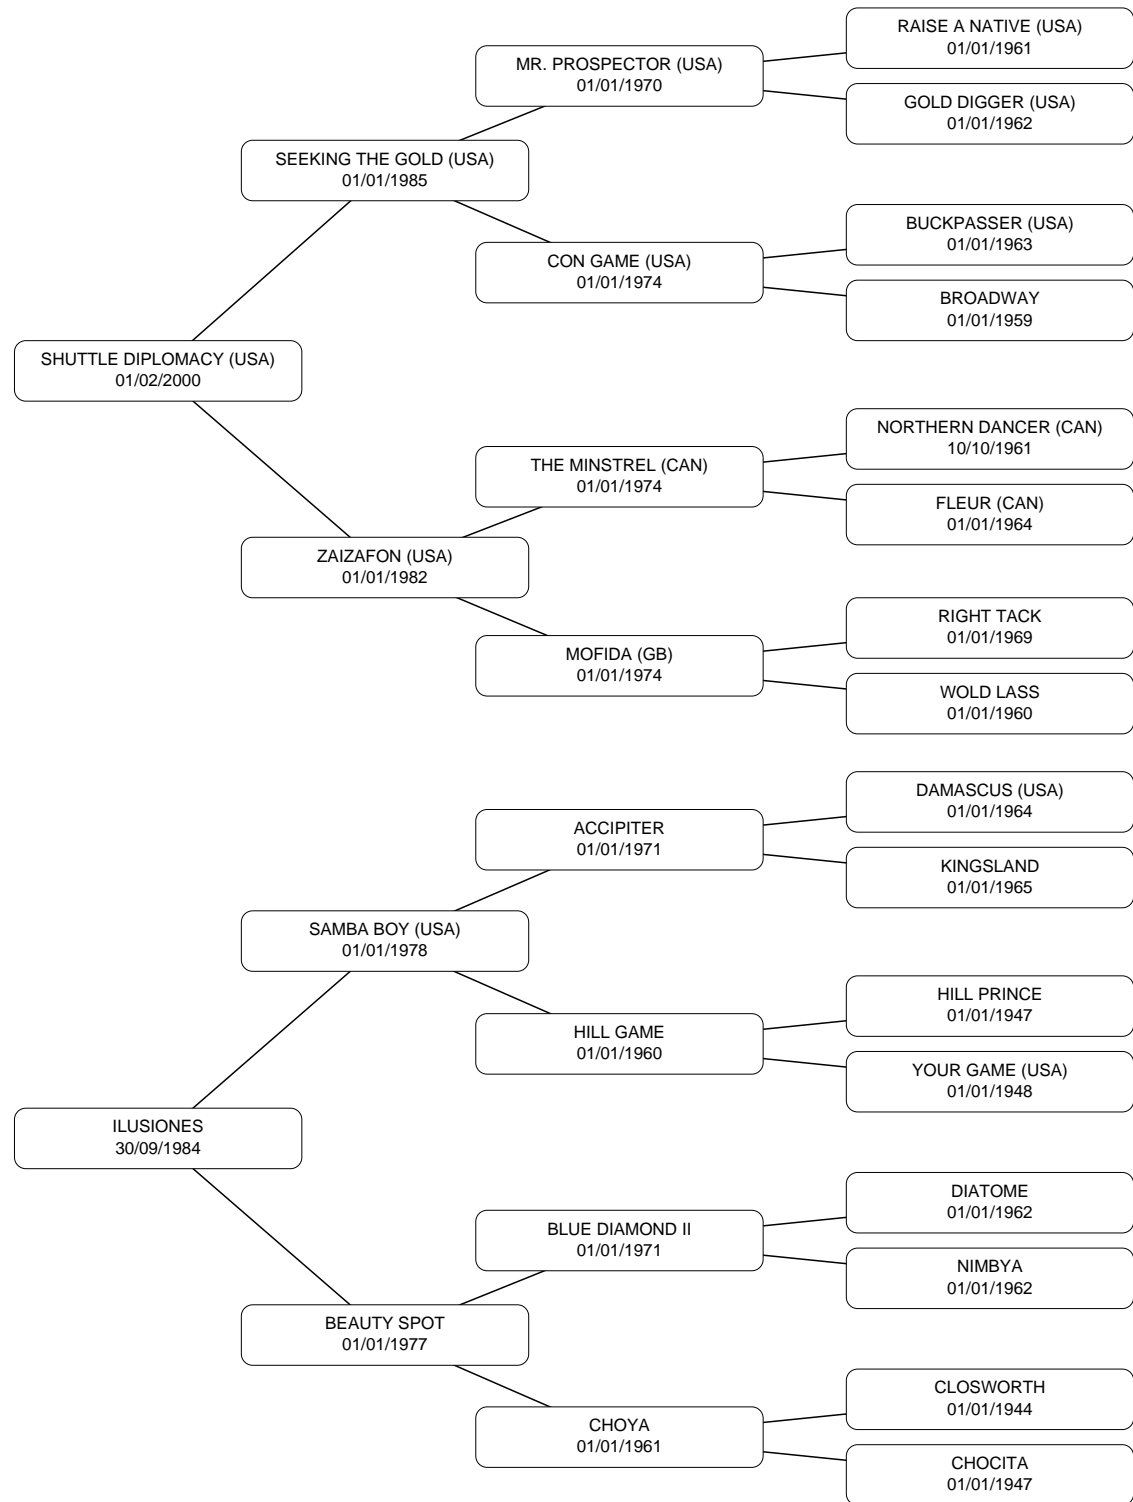 RAISE A NATIVE (USA)
01/01/1961
MR. PROSPECTOR (USA)
01/01/1970
GOLD DIGGER (USA)
01/01/1962
SEEKING THE GOLD (USA)
01/01/1985
BUCKPASSER (USA)
01/01/1963
CON GAME (USA)
01/01/1974
BROADWAY
01/01/1959
SHUTTLE DIPLOMACY (USA)
01/02/2000
NORTHERN DANCER (CAN)
10/10/1961
THE MINSTREL (CAN)
01/01/1974
FLEUR (CAN)
01/01/1964
ZAIZAFON (USA)
01/01/1982
RIGHT TACK
01/01/1969
MOFIDA (GB)
01/01/1974
WOLD LASS
01/01/1960
DAMASCUS (USA)
01/01/1964
ACCIPITER
01/01/1971
KINGSLAND
01/01/1965
SAMBA BOY (USA)
01/01/1978
HILL PRINCE
01/01/1947
HILL GAME
01/01/1960
YOUR GAME (USA)
01/01/1948
ILUSIONES
30/09/1984
DIATOME
01/01/1962
BLUE DIAMOND II
01/01/1971
NIMBYA
01/01/1962
BEAUTY SPOT
01/01/1977
CLOSWORTH
01/01/1944
CHOYA
01/01/1961
CHOCITA
01/01/1947